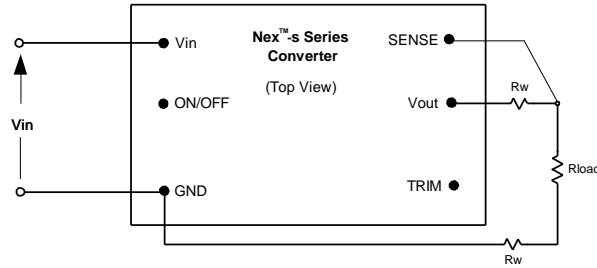 Nex™-s Series
Converter
(Top View)
Vin
SENSE
ON/OFF
Vout
Rw
Vin
Rload
GND
TRIM
Rw